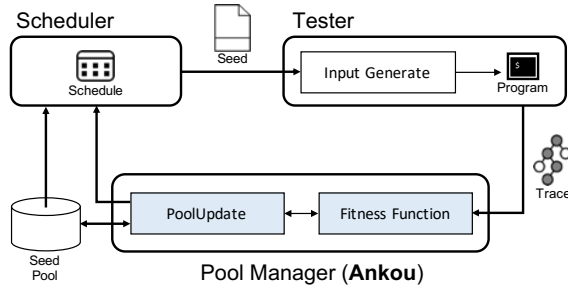 Scheduler
Tester
Seed
Schedule
Input Generate
$
Program
Trace
PoolUpdate
Fitness Function
Seed
Pool
Pool Manager (Ankou)